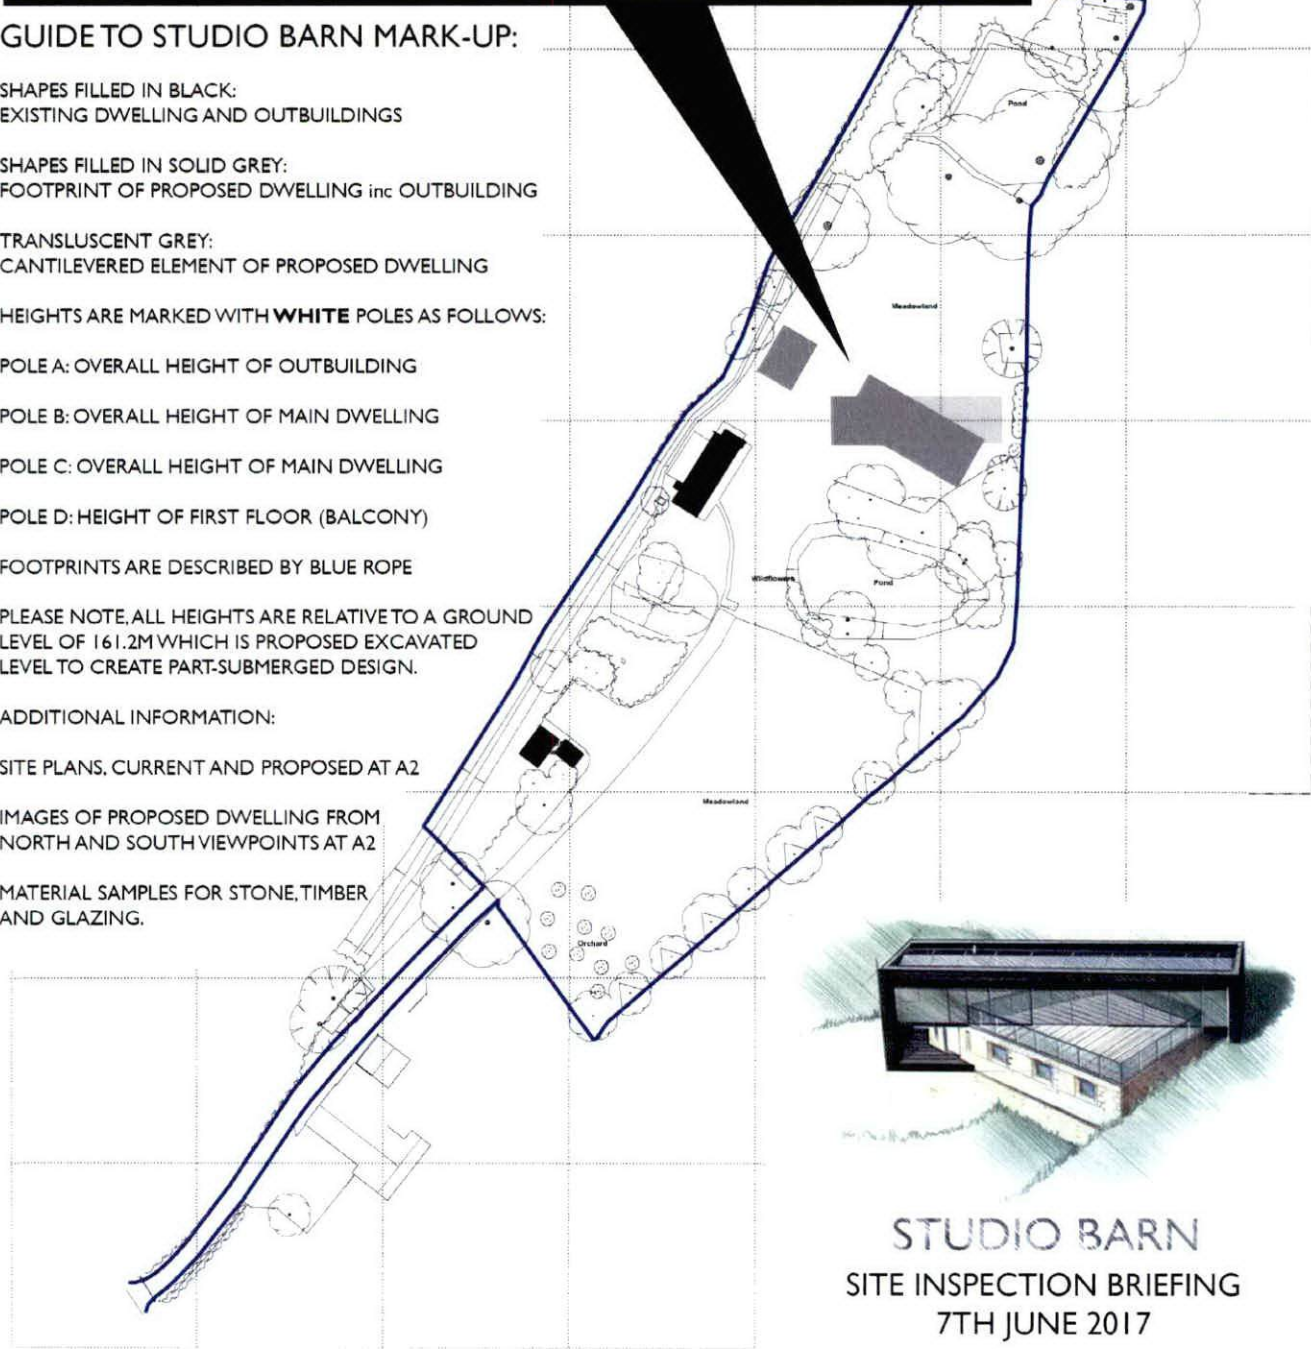 GUIDE TO STUDIO BARN MARK-UP:
SHAPES FILLED IN BLACK:
EXISTING DWELLING AND OUTBUILDINGS
SHAPES FILLED IN SOLID GREY:
FOOTPRINT OF PROPOSED DWELLING inc OUTBUILDING
TRANSLUSCENT GREY:
CANTILEVERED ELEMENT OF PROPOSED DWELLING
HEIGHTS ARE MARKED WITH WHITE POLES AS FOLLOWS:
POLE A: OVERALL HEIGHT OF OUTBUILDING
POLE B: OVERALL HEIGHT OF MAIN DWELLING
POLE C: OVERALL HEIGHT OF MAIN DWELLING
POLE D: HEIGHT OF FIRST FLOOR (BALCONY)
FOOTPRINTS ARE DESCRIBED BY BLUE ROPE
PLEASE NOTE, ALL HEIGHTS ARE RELATIVE TO A GROUND
LEVEL OF 161.2M WHICH IS PROPOSED EXCAVATED
LEVEL TO CREATE PART-SUBMERGED DESIGN.
ADDITIONAL INFORMATION:
SITE PLANS, CURRENT AND PROPOSED AT A2
IMAGES OF PROPOSED DWELLING FROM
NORTH AND SOUTH VIEWPOINTS AT A2
MATERIAL SAMPLES FOR STONE, TIMBER
AND GLAZING.
Pond
Meadowland
Wildflowers
Pond
Meadowland
Orchard
STUDIO BARN
SITE INSPECTION BRIEFING
7TH JUNE 2017